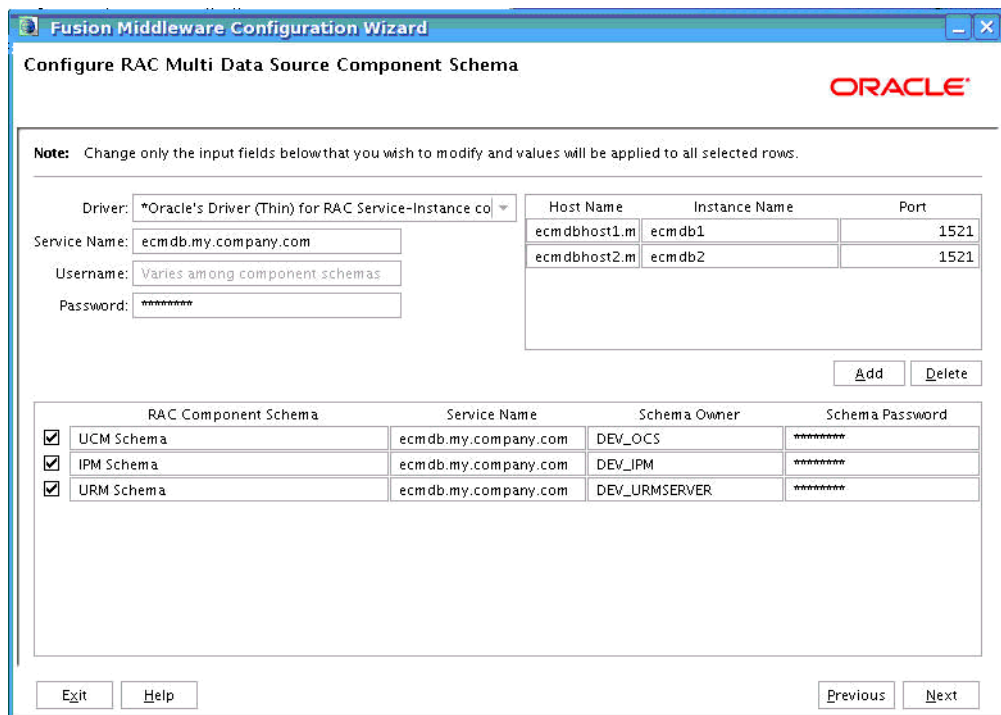 Fusion Middleware Configuration Wizard
Configure RAC Multi Data Source Component Schema
ORACLE
Note: Change only the input fields below that you wish to modify and values will be applied to all selected rows.
Driver: *Oracle's Driver (Thin) for RAC Service-Instance co
Service Name: ecmdb.my.company.com
Username: Varies among component schemas
Password: ********
Host Name Instance Name Port
ecmdbhost1.m ecmdb1 1521
ecmdbhost2.m ecmdb2 1521
Add Delete
RAC Component Schema Service Name Schema Owner Schema Password
UCM Schema ecmdb.my.company.com DEV_OCS ********
IPM Schema ecmdb.my.company.com DEV_IPM ********
URM Schema ecmdb.my.company.com DEV_URMSERVER ********
Exit Help Previous Next